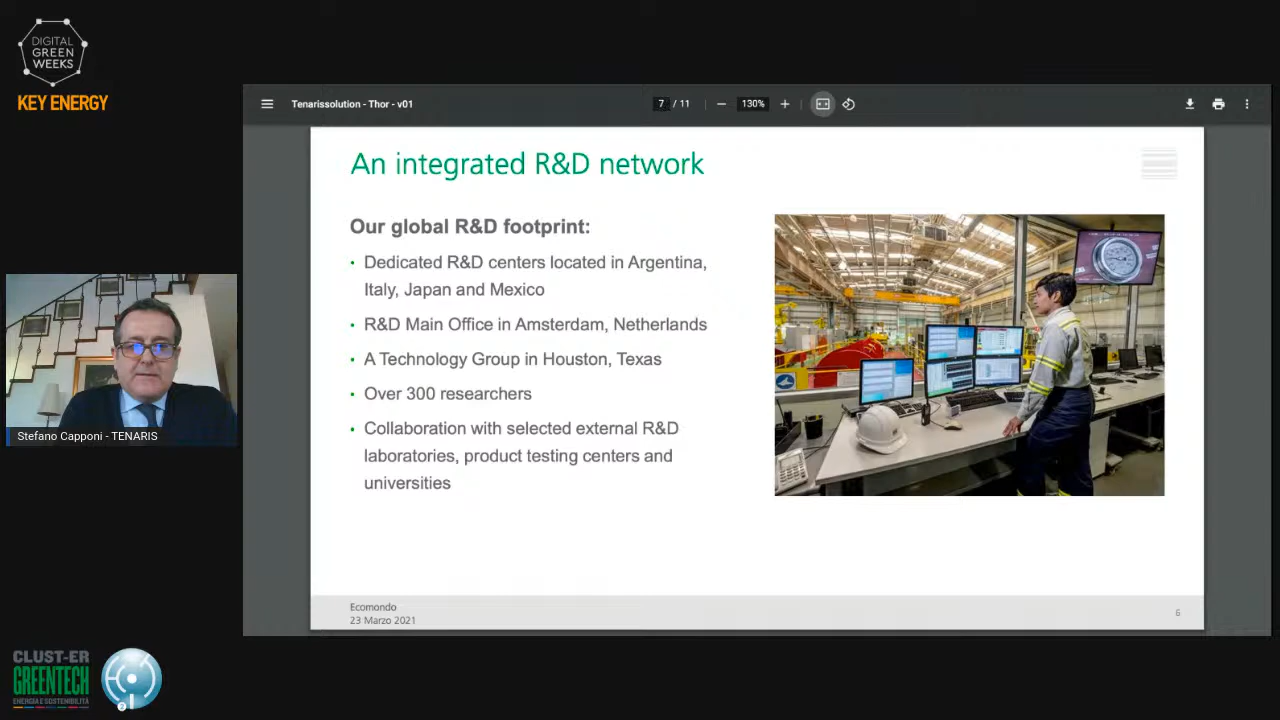 DIGITAL
GREEN
WEEKS
KEY ENERGY
Tenarissolution - Thor - v01
7 / 11
130%
An integrated R&D network
Our global R&D footprint:
• Dedicated R&D centers located in Argentina,
Italy, Japan and Mexico
• R&D Main Office in Amsterdam, Netherlands
• A Technology Group in Houston, Texas
• Over 300 researchers
• Collaboration with selected external R&D
laboratories, product testing centers and
universities
Stefano Capponi - TENARIS
Ecomondo
23 Marzo 2021
6
CLUST-ER
GREENTECH
ENERGIA E SOSTENIBILITÀ